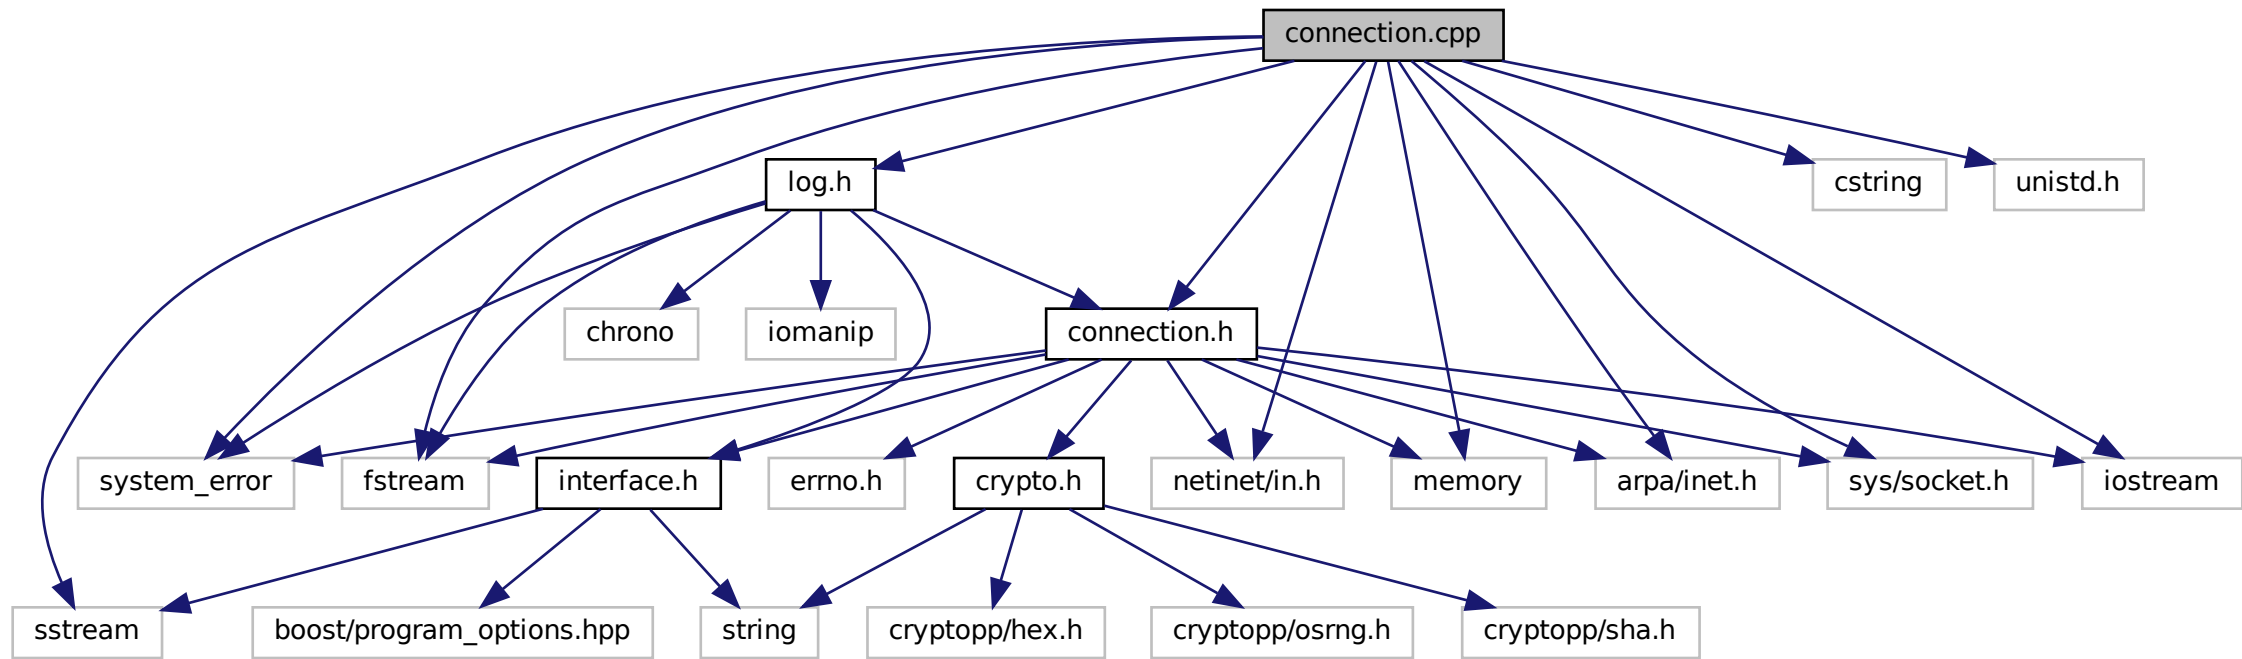 connection.cpp
log.h
cstring
unistd.h
chrono
iomanip
connection.h
system_error
fstream
interface.h
errno.h
crypto.h
netinet/in.h
memory
arpa/inet.h
sys/socket.h
iostream
sstream
boost/program_options.hpp
string
cryptopp/hex.h
cryptopp/osrng.h
cryptopp/sha.h